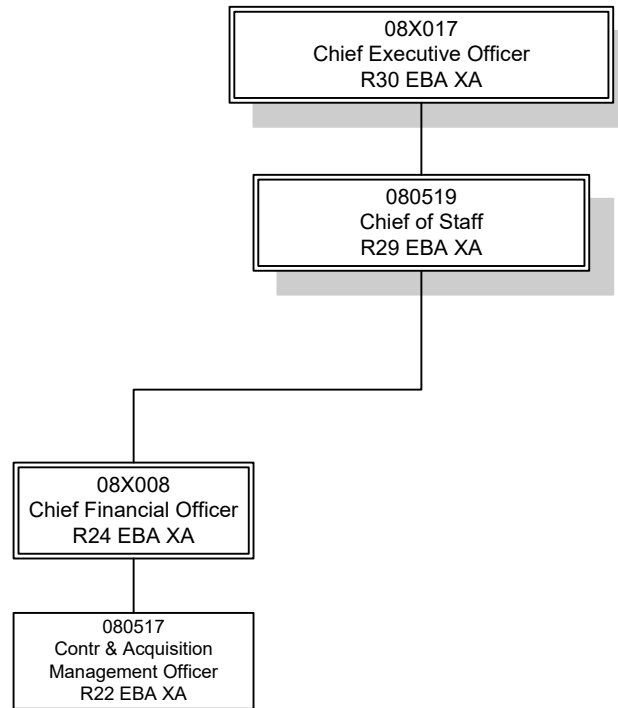 08X017
Chief Executive Officer
R30 EBA XA
080519
Chief of Staff
R29 EBA XA
08X008
Chief Financial Officer
R24 EBA XA
080517
Contr & Acquisition
Management Officer
R22 EBA XA